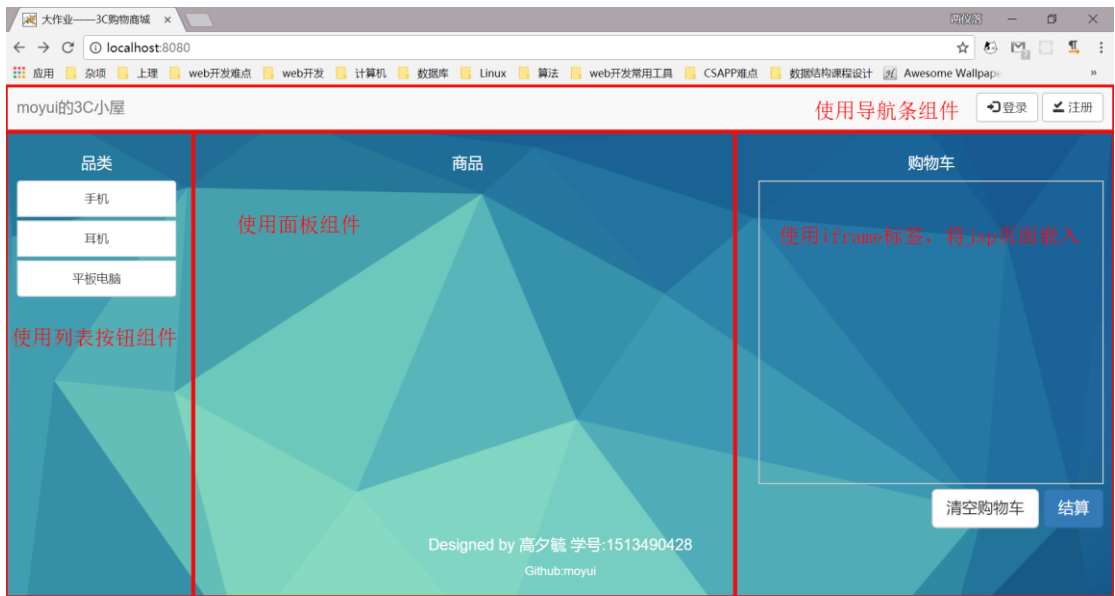 大作业——3C购物商城
两仪落
localhost:8080
应用 杂项 上理 web开发难点 web开发 计算机 数据库 Linux 算法 web开发常用工具 CSAPP难点 数据结构课程设计 Awesome Wallpape »
moyui的3C小屋 使用导航条组件 登录 注册
品类 商品 购物车
手机
使用面板组件
使用iframe标签，将jsp页面嵌入
耳机
平板电脑
使用列表按钮组件
清空购物车 结算
Designed by 高夕毓 学号:1513490428
Github:moyui